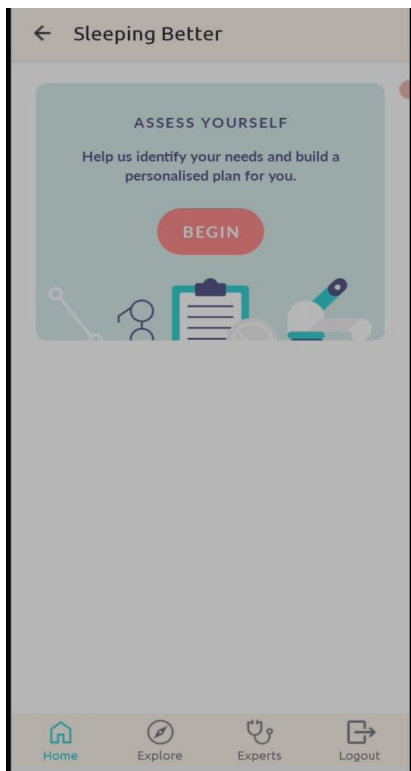 Sleeping Better
ASSESS YOURSELF
Help us identify your needs and build a
personalised plan for you.
BEGIN
Home
Explore
Experts
Logout